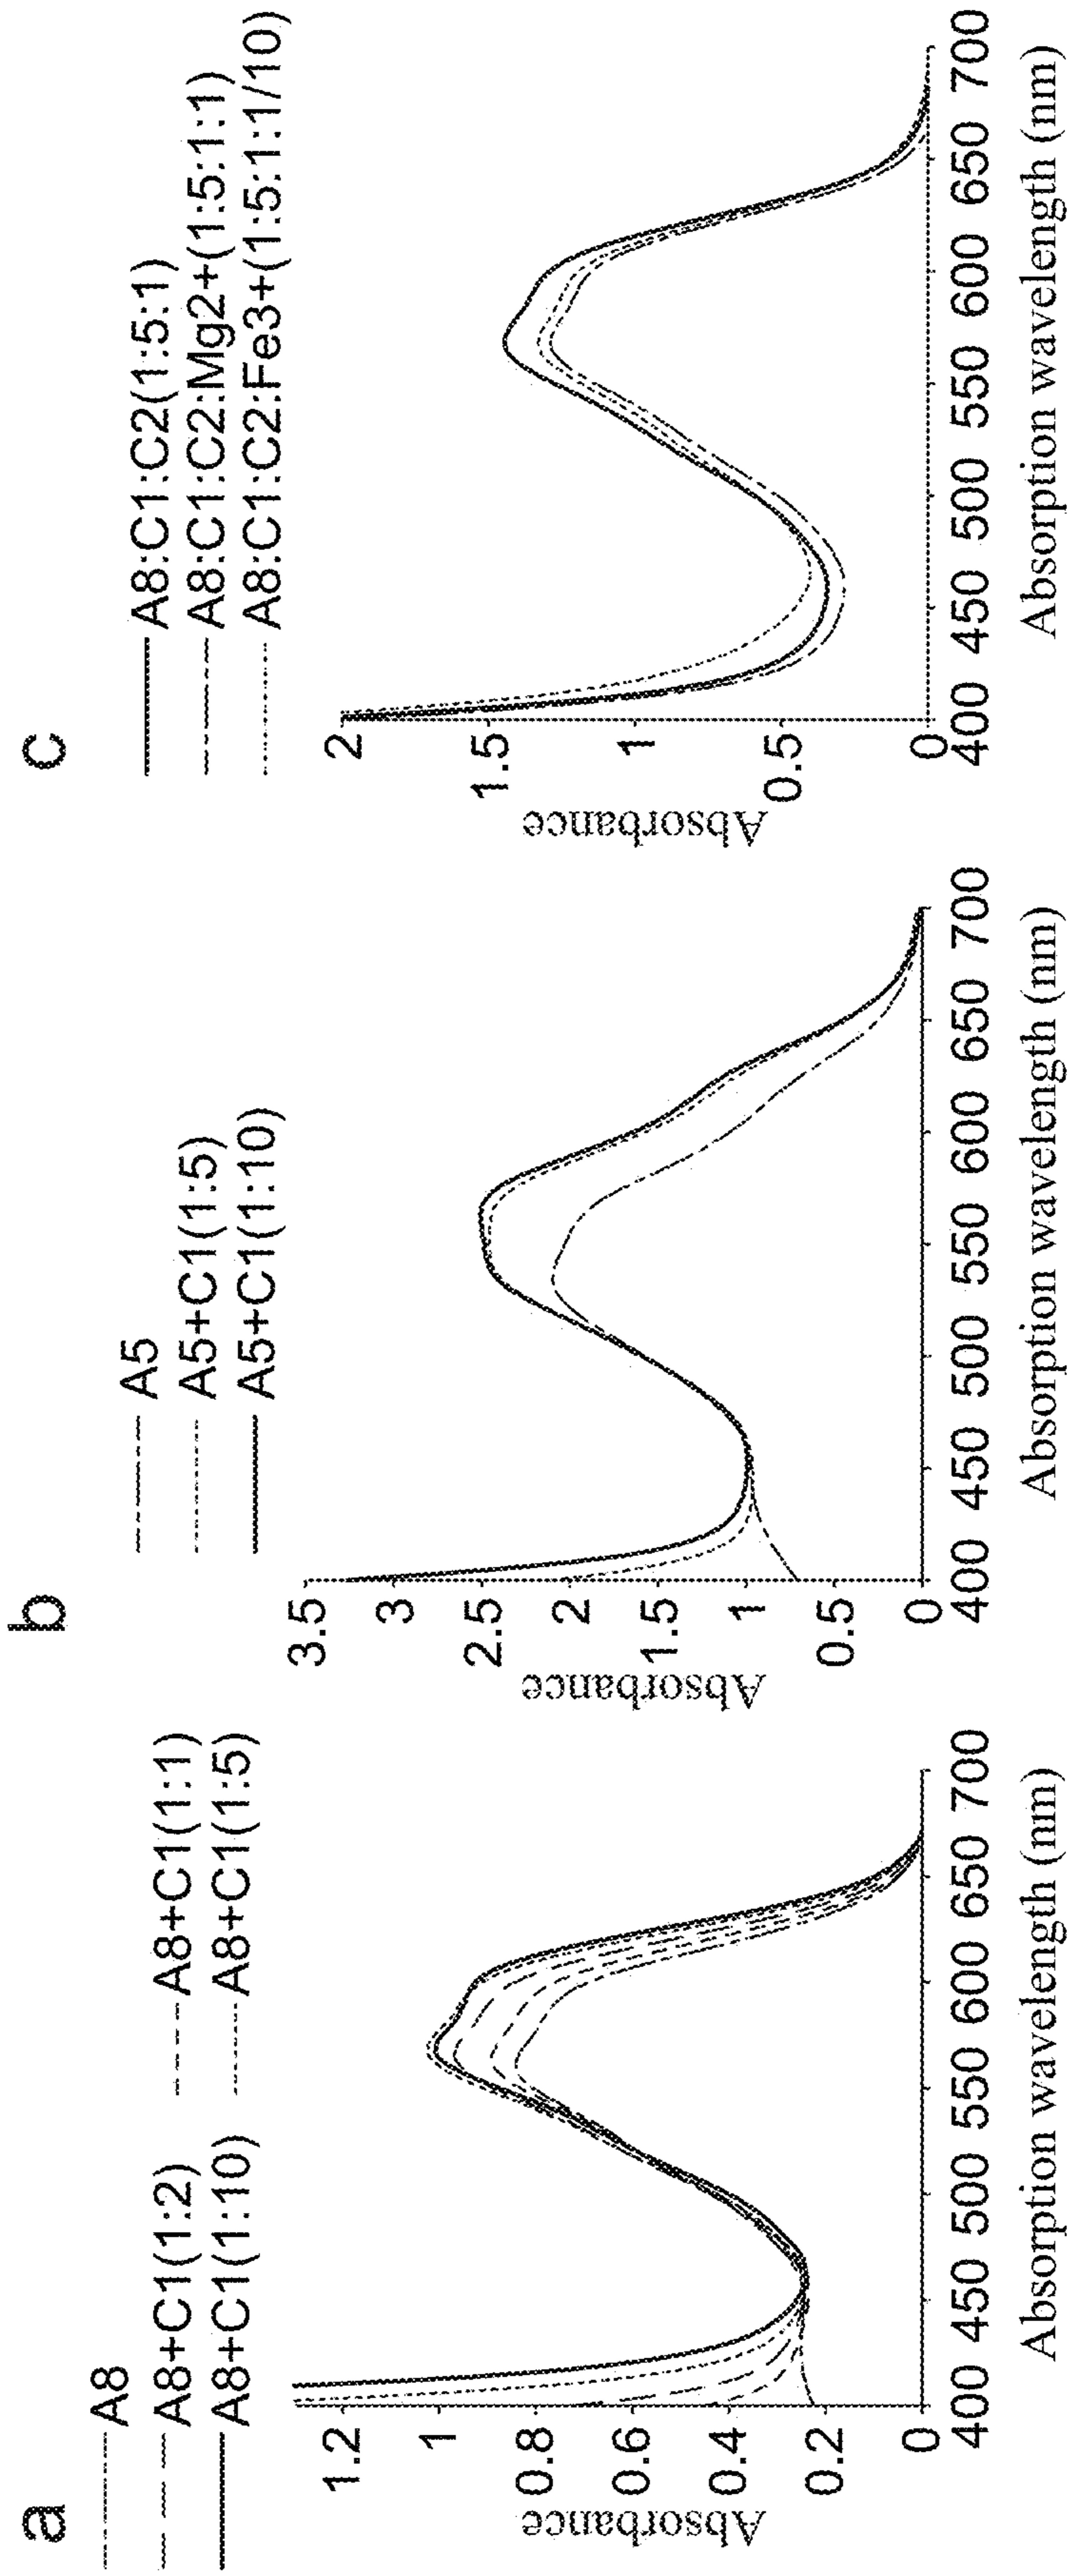 a
A8
A8+C1(1:2)
A8+C1(1:1)
A8+C1(1:10)
A8+C1(1:5)
Absorbance
1.2
1
0.8
0.6
0.4
0.2
0
400 450 500 550 600 650 700
Absorption wavelength (nm)
b
A5
A5+C1(1:5)
A5+C1(1:10)
Absorbance
3.5
3
2.5
2
1.5
1
0.5
0
400 450 500 550 600 650 700
Absorption wavelength (nm)
c
A8:C1:C2(1:5:1)
A8:C1:C2:Mg2+(1:5:1:1)
A8:C1:C2:Fe3+(1:5:1:1/10)
Absorbance
2
1.5
1
0.5
0
400 450 500 550 600 650 700
Absorption wavelength (nm)